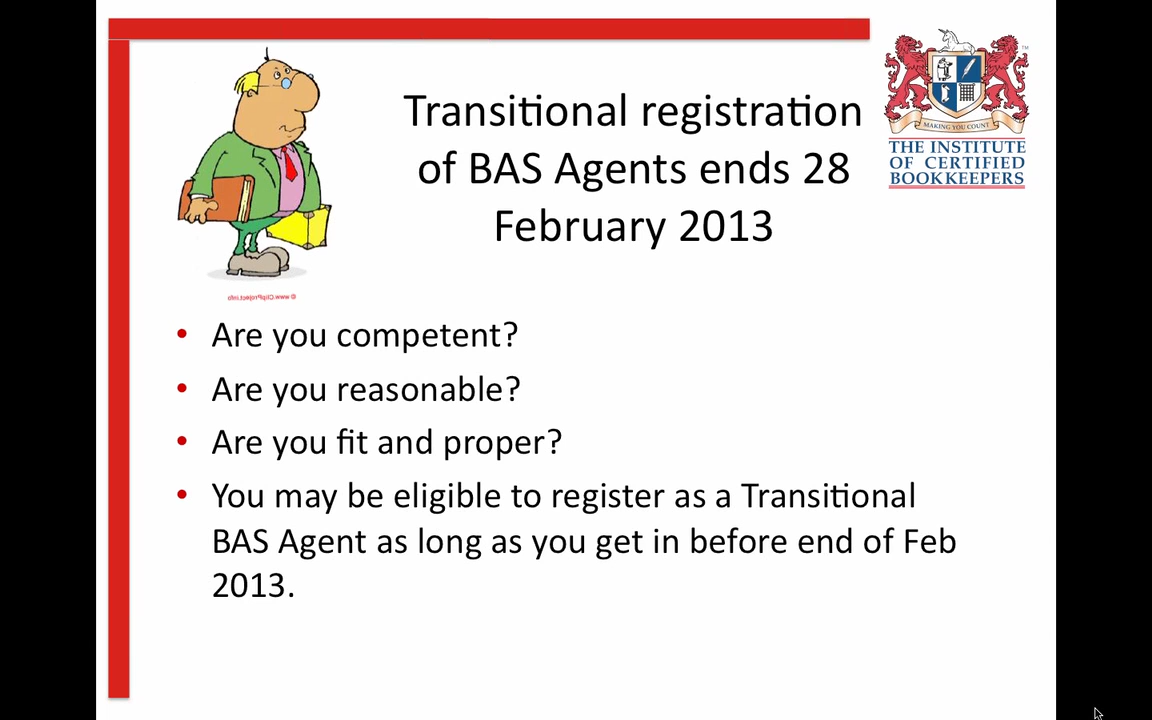 Transitional registration
of BAS Agents ends 28
February 2013
MAKING YOU COUNT
TM
THE INSTITUTE
OF CERTIFIED
BOOKKEEPERS
• Are you competent?
• Are you reasonable?
• Are you fit and proper?
• You may be eligible to register as a Transitional
BAS Agent as long as you get in before end of Feb
2013.